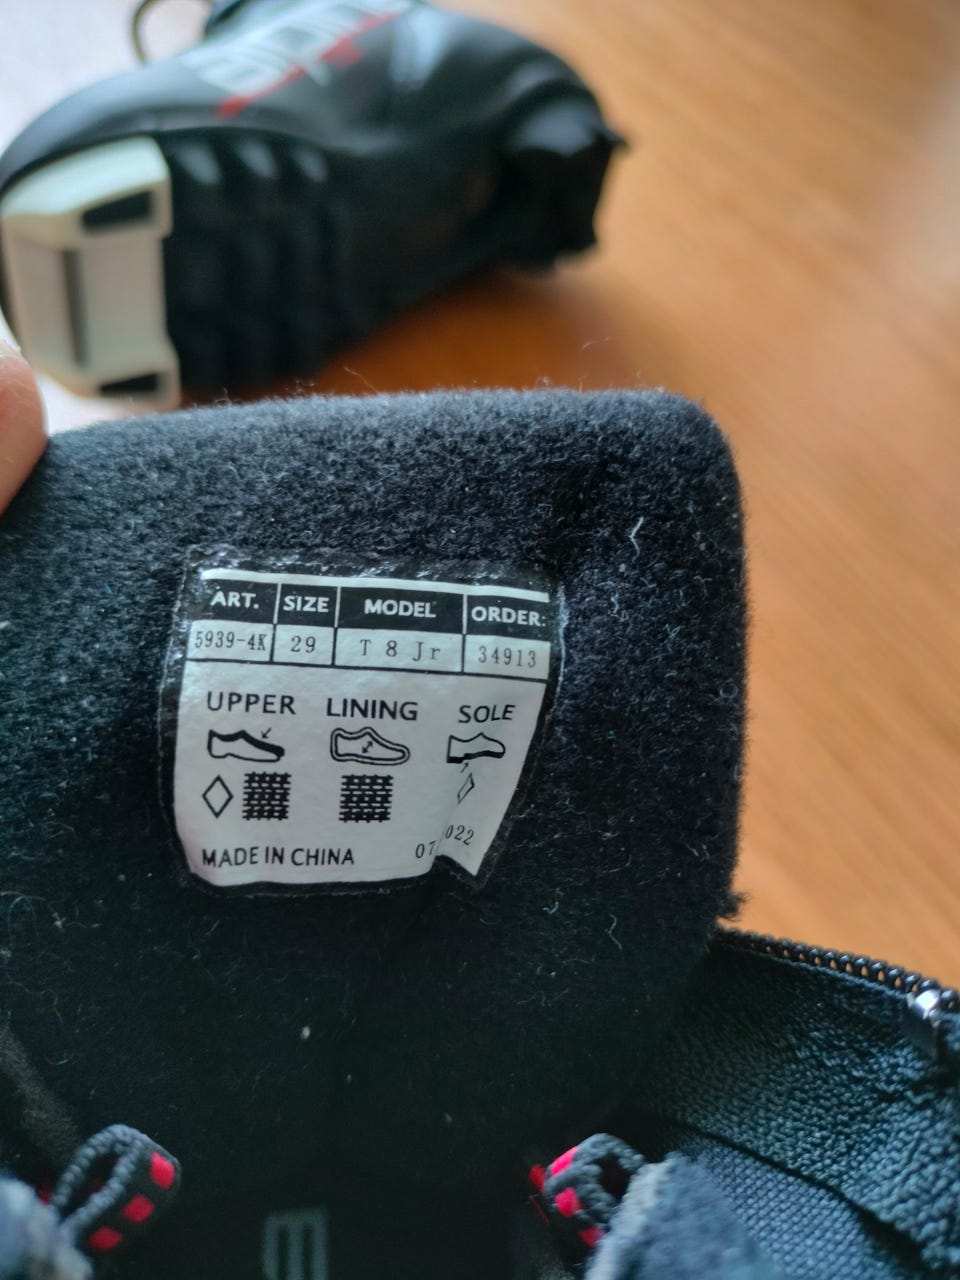 ART. SIZE MODEL ORDER:
5939-4K 29 T 8 Jr 34913
UPPER LINING SOLE
MADE IN CHINA